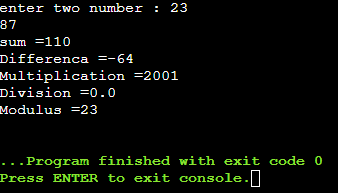 enter two number : 23
87
sum =110
Differenca =-64
Multiplication =2001
Division =0.0
Modulus =23
...Program finished with exit code 0
Press ENTER to exit console.